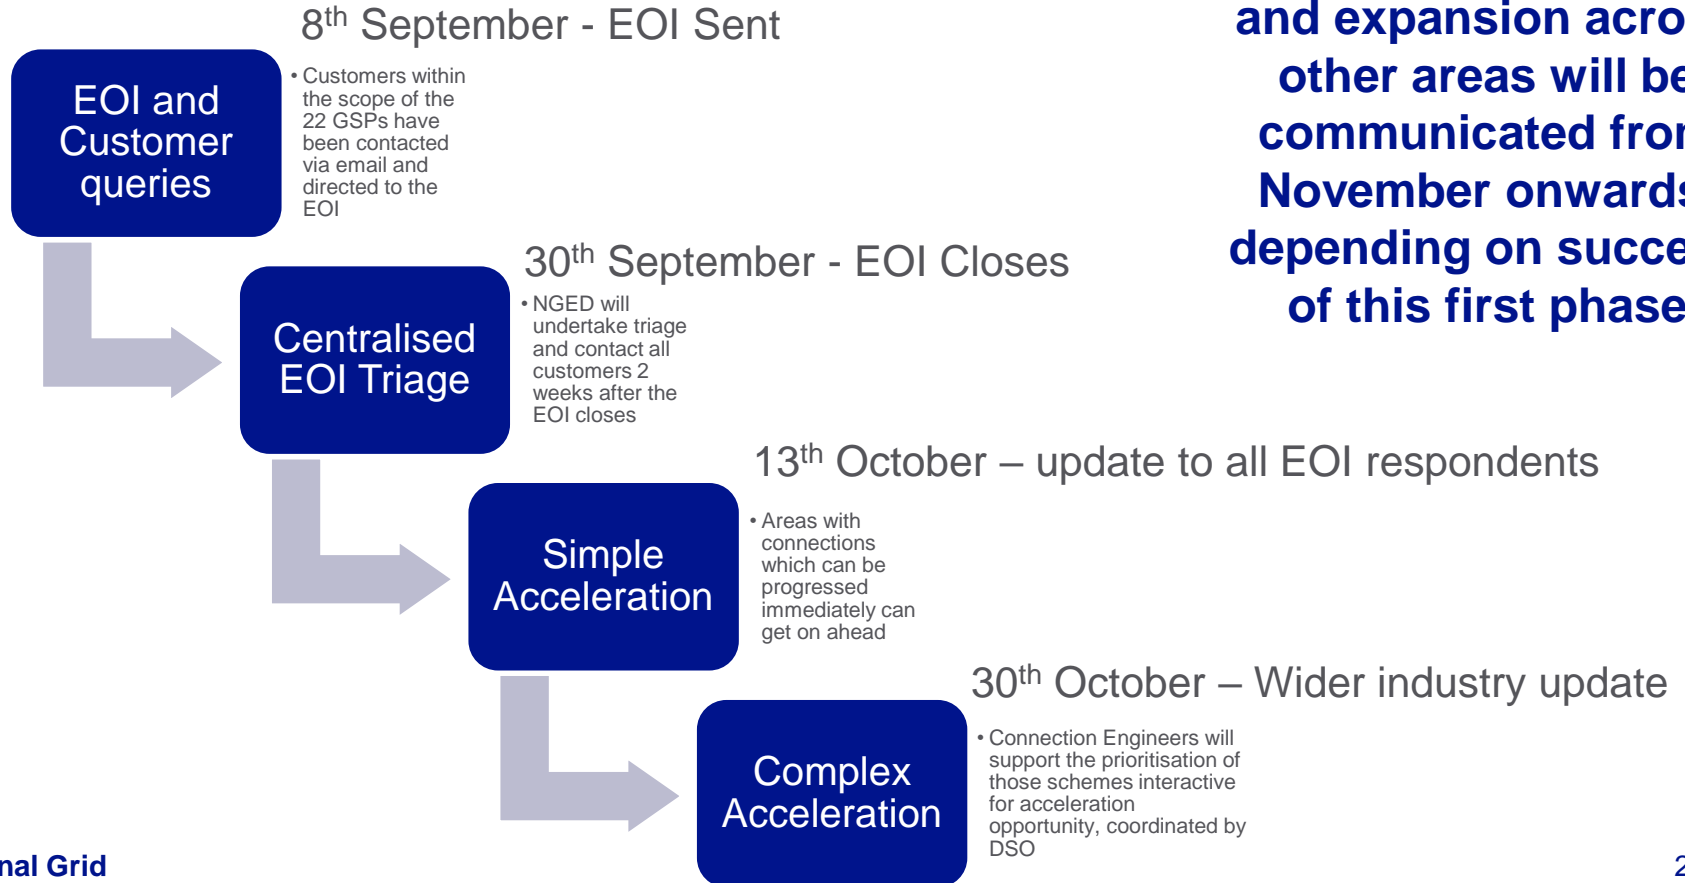 8th September - EOI Sent
EOI and
Customer
queries
• Customers within
the scope of the
22 GSPs have
been contacted
via email and
directed to the
EOI
and expansion acro
other areas will be
communicated fro
November onwards
depending on succe
of this first phase
30th September - EOI Closes
Centralised
EOI Triage
• NGED will
undertake triage
and contact all
customers 2
weeks after the
EOI closes
13th October – update to all EOI respondents
Simple
Acceleration
• Areas with
connections
which can be
progressed
immediately can
get on ahead
30th October – Wider industry update
Complex
Acceleration
• Connection Engineers will
support the prioritisation of
those schemes interactive
for acceleration
opportunity, coordinated by
DSO
nal Grid
2